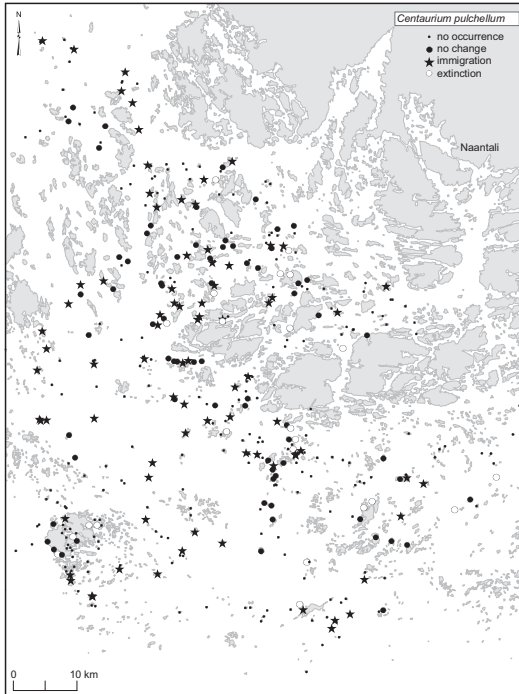 N
Centaurium pulchellum
no occurrence
no change
immigration
extinction
Naantali
0 10 km